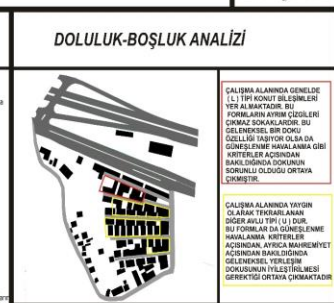 DOLULUK-BOŞLUK ANALİZİ
ÇALIŞMA ALANINDA GENELDE
( L ) TİPİ KONUT BİLEŞİMLERİ
YER ALMAKTADIR. BU
FORMLARIN AYRIM ÇİZGİLERİ
ÇIKMAZ SOKAKLARDIR. BU
GELENEKSEL BİR DOKU
ÖZELLİĞİ TAŞIYOR OLSA DA
GÜNEŞLENME HAVALANMA GİBİ
KRİTERLER AÇISINDAN
BAKILDIĞINDA DOKUNUN
SORUNLU OLDUĞU ORTAYA
ÇIKMIŞTIR.
ÇALIŞMA ALANINDA YAYGIN
OLARAK TEKRARLANAN
DİĞER AVLU TİPİ ( U ) DUR.
BU FORMLAR DA GÜNEŞLENME
HAVALANMA KRİTERLER
AÇISINDAN, AYRICA MAHREMİYET
AÇISINDAN BAKILDIĞINDA
GELENEKSEL YERLEŞİM
DOKUSUNUN İYİLEŞTİRİLMESİ
GEREKTİĞİ ORTAYA ÇIKMAKTADIR